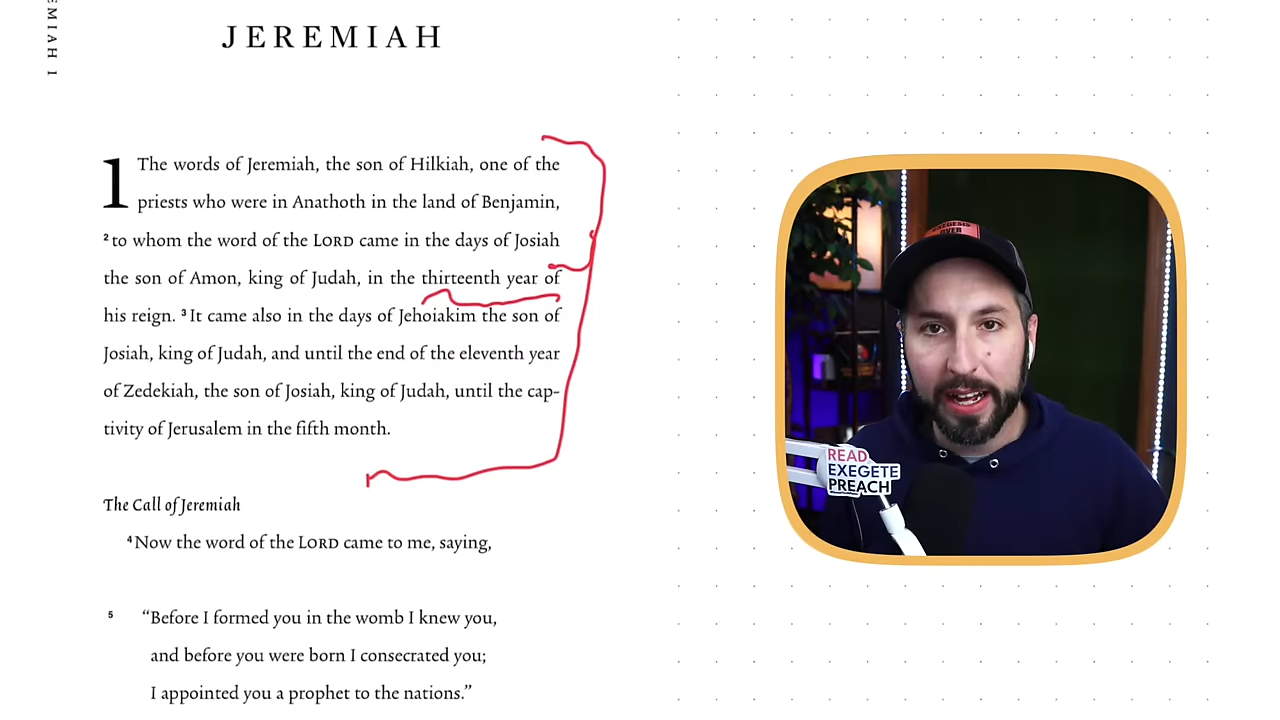 JEREMIAH
EMIAH 1
1 The words of Jeremiah, the son of Hilkiah, one of the
priests who were in Anathoth in the land of Benjamin,
2 to whom the word of the LORD came in the days of Josiah
the son of Amon, king of Judah, in the thirteenth year of
his reign. 3 It came also in the days of Jehoiakim the son of
Josiah, king of Judah, and until the end of the eleventh year
of Zedekiah, the son of Josiah, king of Judah, until the cap-
tivity of Jerusalem in the fifth month.
The Call of Jeremiah
4 Now the word of the LORD came to me, saying,
5 “Before I formed you in the womb I knew you,
and before you were born I consecrated you;
I appointed you a prophet to the nations.”
EXEGESIS
OVER
READ
EXEGETE
PREACH